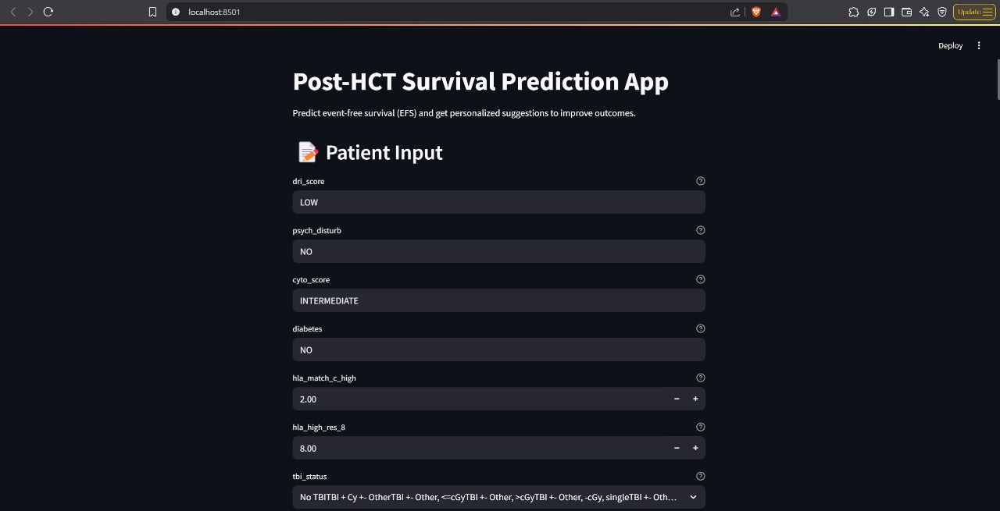 localhost:8501
Update
Deploy
Post-HCT Survival Prediction App
Predict event-free survival (EFS) and get personalized suggestions to improve outcomes.
Patient Input
dri_score
LOW
psych_disturb
NO
cyto_score
INTERMEDIATE
diabetes
NO
hla_match_c_high
2.00
hla_high_res_8
8.00
tbi_status
No TBITBI + Cy +- OtherTBI +- Other, <=cGyTBI +- Other, >cGyTBI +- Other, -cGy, singleTBI +- Oth...